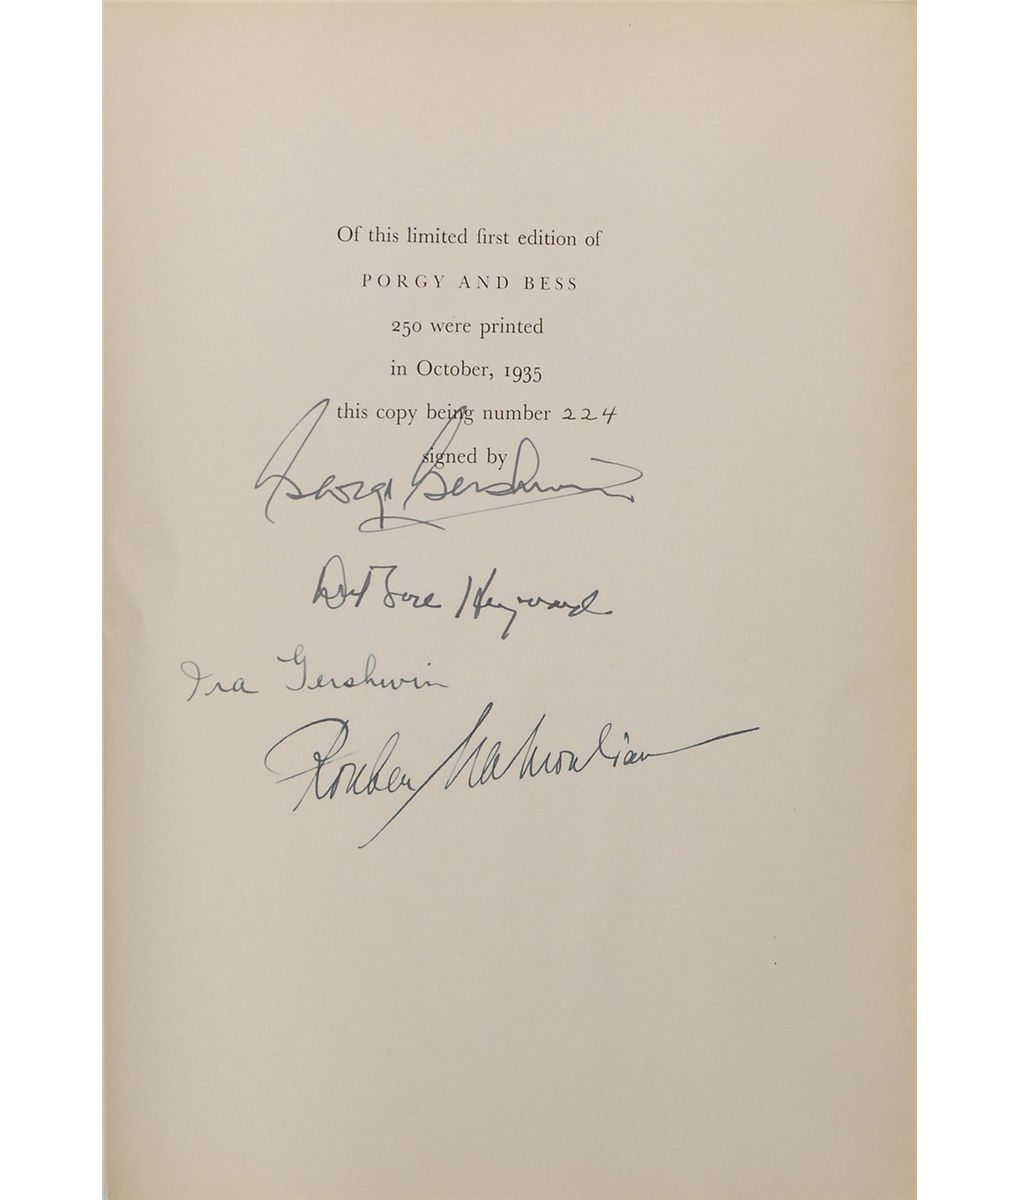 Of this limited first edition of
PORGY AND BESS
250 were printed
in October, 1935
this copy being number 224
signed by
George Gershwin
DuBose Heyward
Ira Gershwin
Rouben Mamoulian